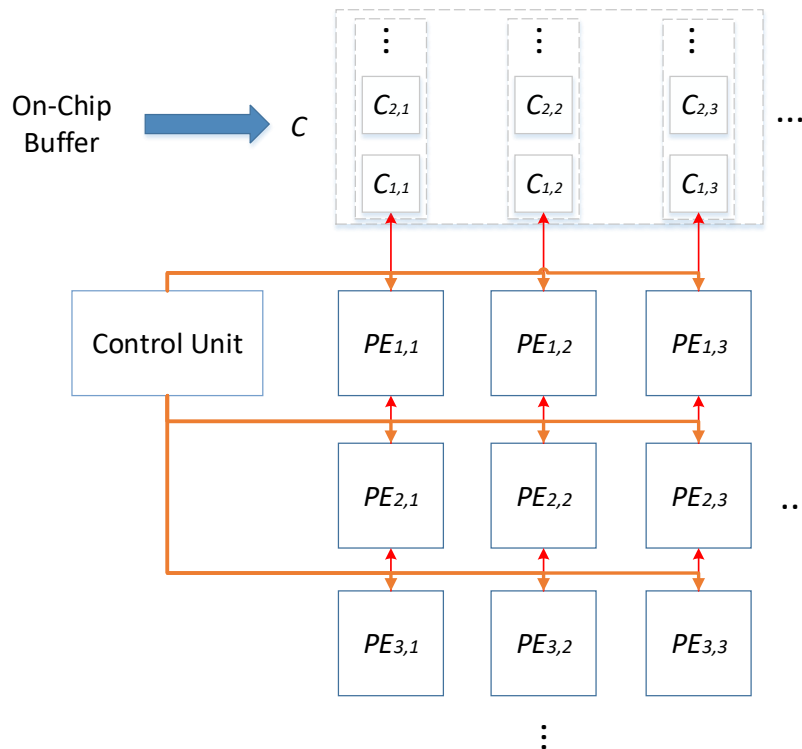 ⋮ ⋮ ⋮
On-Chip
Buffer
C
C2,1 C2,2 C2,3 ...
C1,1 C1,2 C1,3
Control Unit
PE1,1 PE1,2 PE1,3
PE2,1 PE2,2 PE2,3 ..
PE3,1 PE3,2 PE3,3
⋮